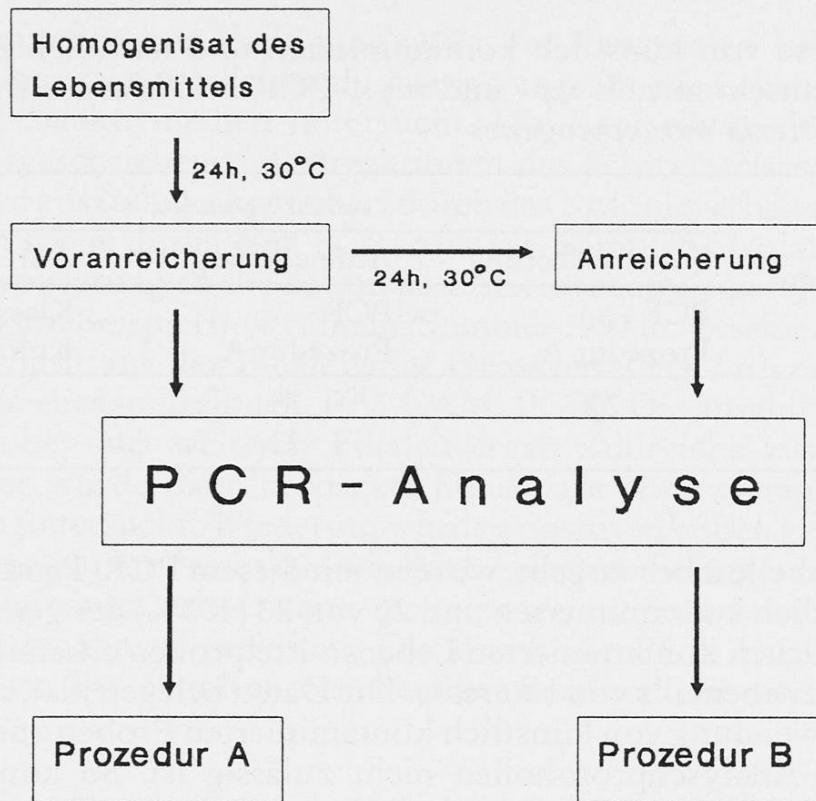 Homogenisat des
Lebensmittels
24h, 30°C
Voranreicherung
24h, 30°C
Anreicherung
PCR-Analyse
Prozedur A
Prozedur B